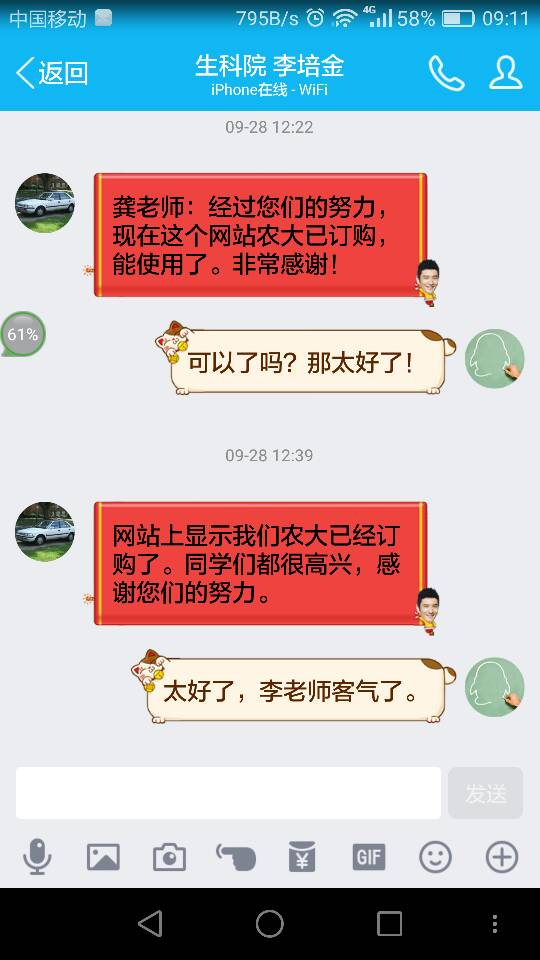 中国移动 795B/s 4G 58% 09:11
返回 生科院 李培金
iPhone在线 - WiFi
09-28 12:22
龚老师：经过您们的努力，
现在这个网站农大已订购，
能使用了。非常感谢！
61%
可以了吗？那太好了！
09-28 12:39
网站上显示我们农大已经订
购了。同学们都很高兴，感
谢您们的努力。
太好了，李老师客气了。
发送
GIF